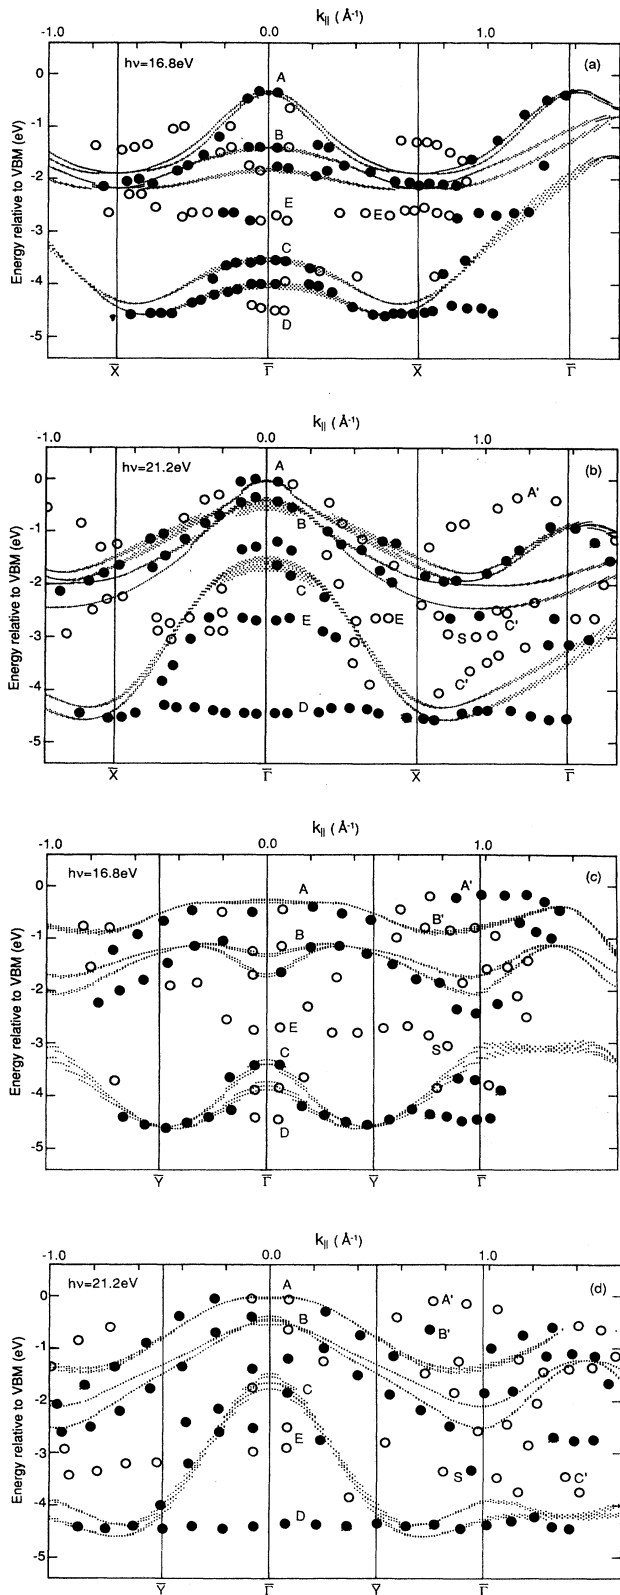 k|| (Å⁻¹)
-1.0 0.0 1.0
hν=16.8eV A (a)
0
-1
B
-2
E E
-3
C
-4
D
-5
Energy relative to VBM (eV)
X̅ Γ̅ X̅ Γ̅
k|| (Å⁻¹)
-1.0 0.0 1.0
hν=21.2eV A A' (b)
0
B
-1
-2
C
E E C'
-3
S
C'
-4
D
-5
Energy relative to VBM (eV)
X̅ Γ̅ X̅ Γ̅
k|| (Å⁻¹)
-1.0 0.0 1.0
hν=16.8eV A A' (c)
0
B'
B
-1
-2
E
-3
C S
-4
D
-5
Energy relative to VBM (eV)
Y̅ Γ̅ Y̅ Γ̅
k|| (Å⁻¹)
-1.0 0.0 1.0
hν=21.2eV A A' (d)
0
B B'
-1
C
-2
E
-3
S C'
-4
D
-5
Energy relative to VBM (eV)
Y̅ Γ̅ Y̅ Γ̅